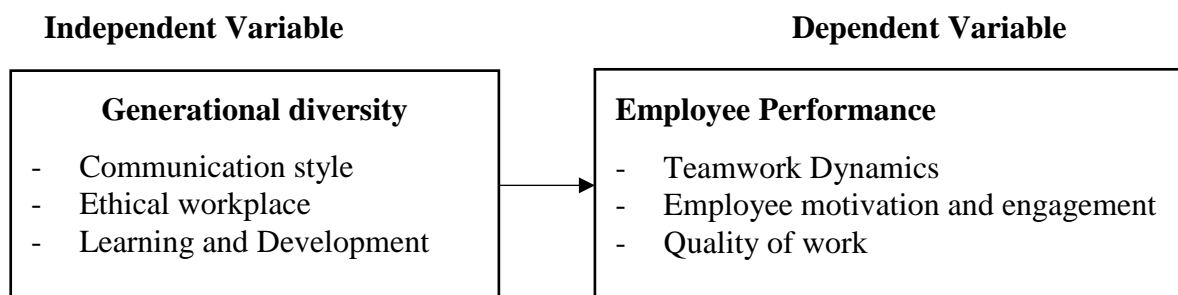 Independent Variable
Dependent Variable
Generational diversity
- Communication style
- Ethical workplace
- Learning and Development
Employee Performance
- Teamwork Dynamics
- Employee motivation and engagement
- Quality of work